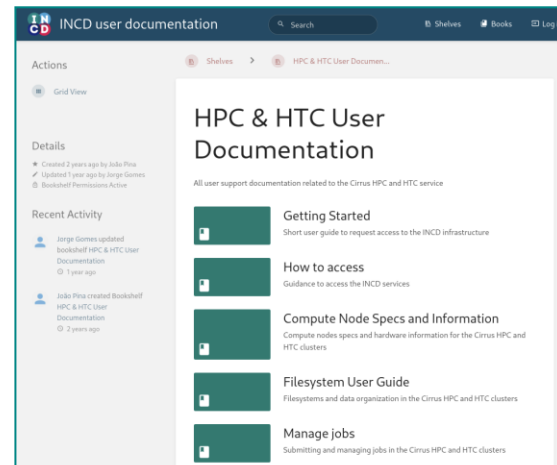 IN
CD
INCD user documentation
Search
Shelves
Books
Log
Actions
Grid View
Details
Created 2 years ago by João Pina
Updated 1 year ago by Jorge Gomes
Bookshelf Permissions Active
Recent Activity
Jorge Gomes updated
bookshelf HPC & HTC User
Documentation
1 year ago
João Pina created Bookshelf
HPC & HTC User
Documentation
2 years ago
Shelves
HPC & HTC User Documen...
HPC & HTC User
Documentation
All user support documentation related to the Cirrus HPC and HTC service
Getting Started
Short user guide to request access to the INCD infrastructure
How to access
Guidance to access the INCD services
Compute Node Specs and Information
Compute nodes specs and hardware information for the Cirrus HPC and
HTC clusters
Filesystem User Guide
Filesystems and data organization in the Cirrus HPC and HTC clusters
Manage jobs
Submitting and managing jobs in the Cirrus HPC and HTC clusters